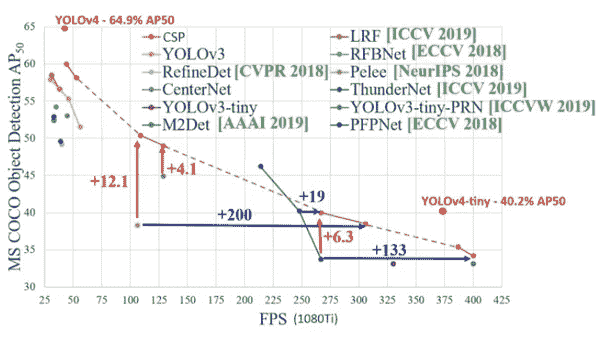 YOLOv4 - 64.9% AP50
CSP
LRF [ICCV 2019]
YOLOv3
RFBNet [ECCV 2018]
RefineDet [CVPR 2018]
Pelee [NeurIPS 2018]
CenterNet
ThunderNet [ICCV 2019]
YOLOv3-tiny
YOLOv3-tiny-PRN [ICCVW 2019]
M2Det [AAAI 2019]
PFPNet [ECCV 2018]
MS COCO Object Detection AP50
65
60
55
50
45
40
35
30
+12.1
+4.1
+19
YOLOv4-tiny - 40.2% AP50
+200
+6.3
+133
25 50 75 100 125 150 175 200 225 250 275 300 325 350 375 400 425
FPS (1080Ti)